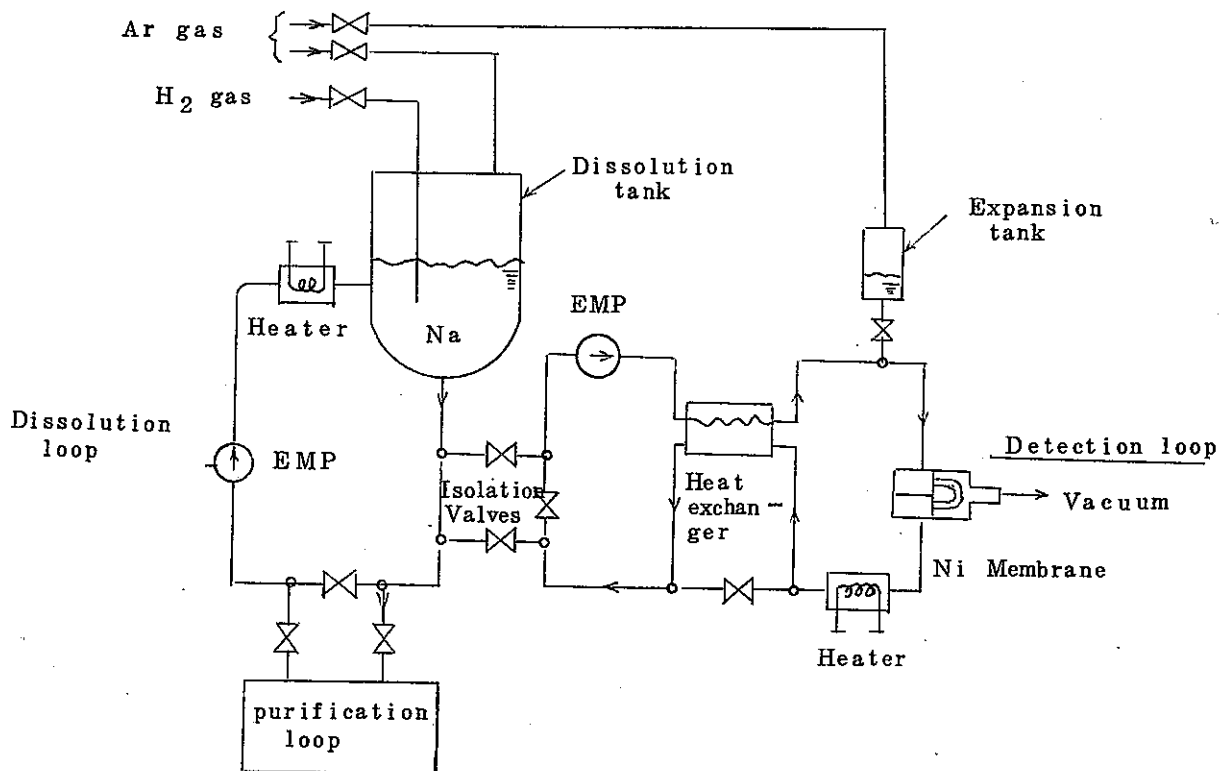 Ar gas
H2 gas
Dissolution
tank
Expansion
tank
Heater
Na
EMP
Dissolution
loop
EMP
Isolation
Valves
Heat
exchan-
ger
Detection loop
Vacuum
Ni Membrane
Heater
purification
loop